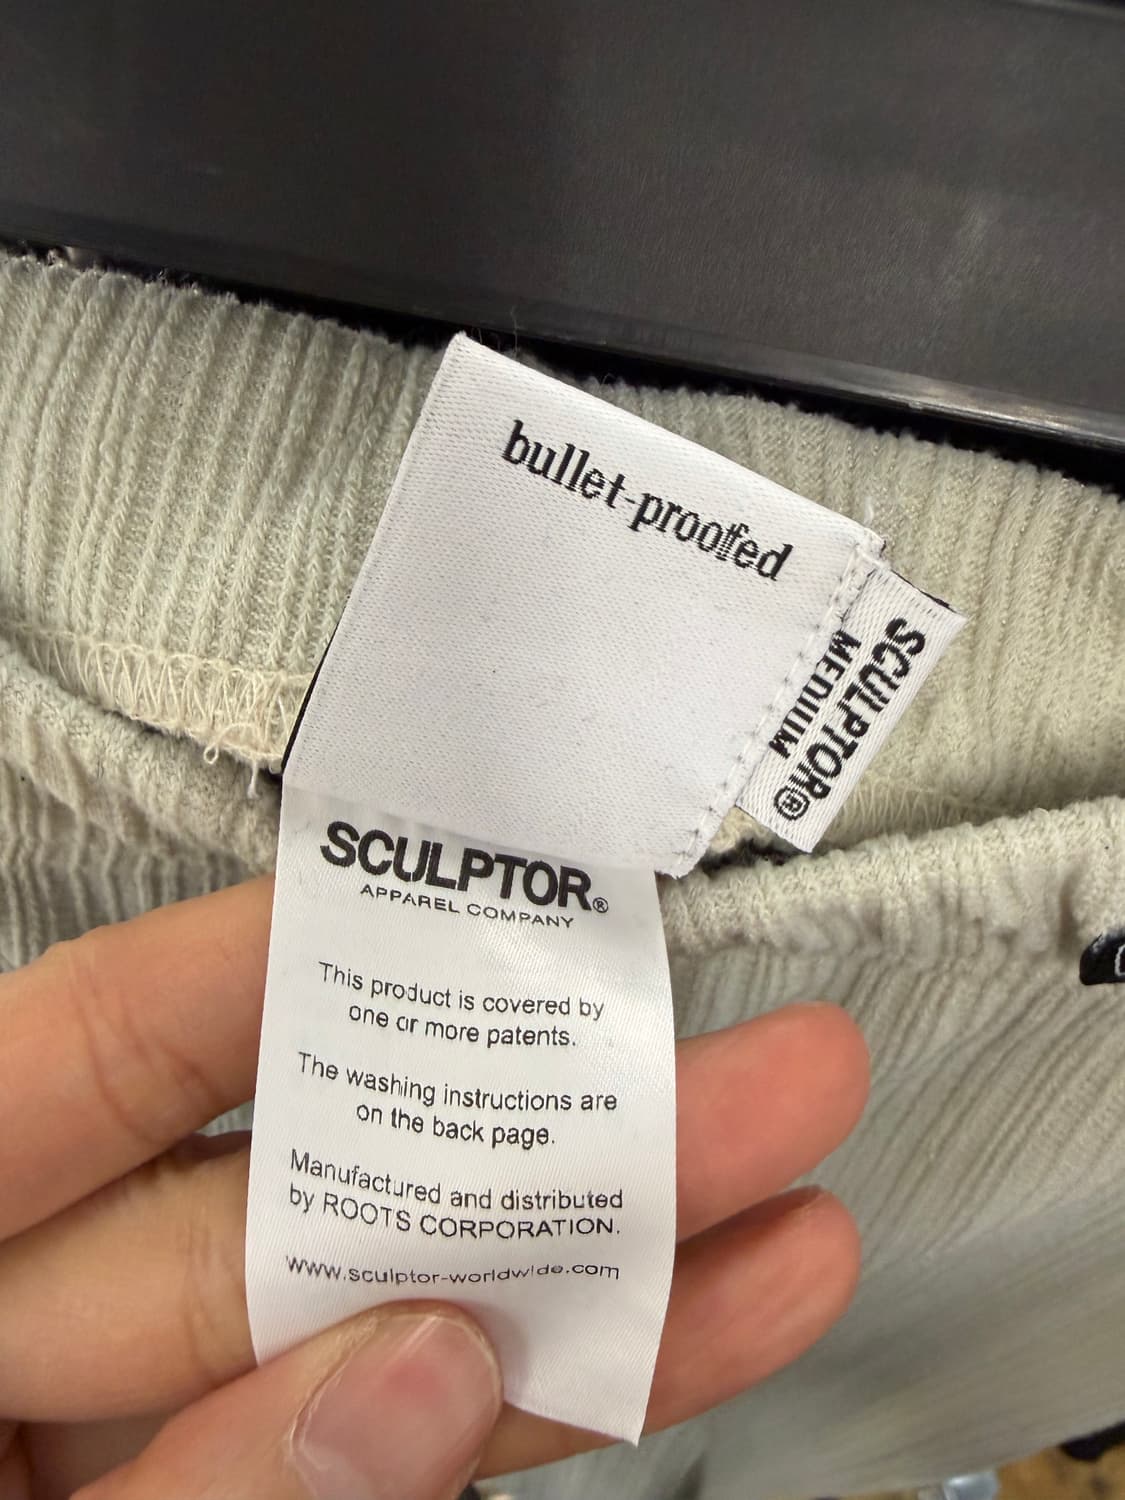 bullet-proofed
SCULPTOR®
MEDIUM
SCULPTOR®
APPAREL COMPANY
This product is covered by
one or more patents.
The washing instructions are
on the back page.
Manufactured and distributed
by ROOTS CORPORATION.
www.sculptor-worldwide.com